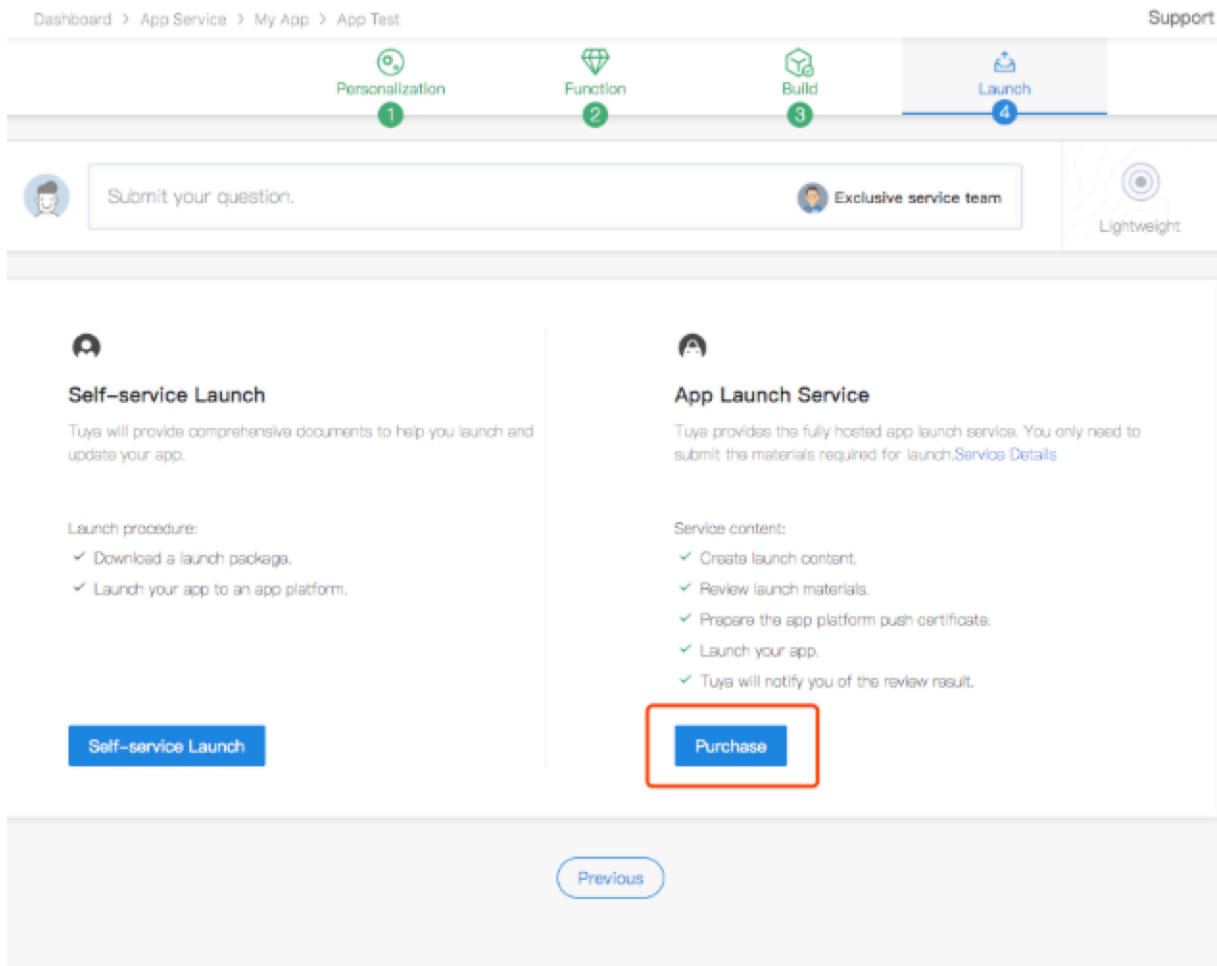 Dashboard > App Service > My App > App Test
Support
Personalization
Function
Build
Launch
1
2
3
4
Submit your question.
Exclusive service team
Lightweight
Self-service Launch
Tuya will provide comprehensive documents to help you launch and
update your app.
Launch procedure:
✓ Download a launch package.
✓ Launch your app to an app platform.
Self-service Launch
App Launch Service
Tuya provides the fully hosted app launch service. You only need to
submit the materials required for launch.Service Details
Service content:
✓ Create launch content.
✓ Review launch materials.
✓ Prepare the app platform push certificate.
✓ Launch your app.
✓ Tuya will notify you of the review result.
Purchase
Previous